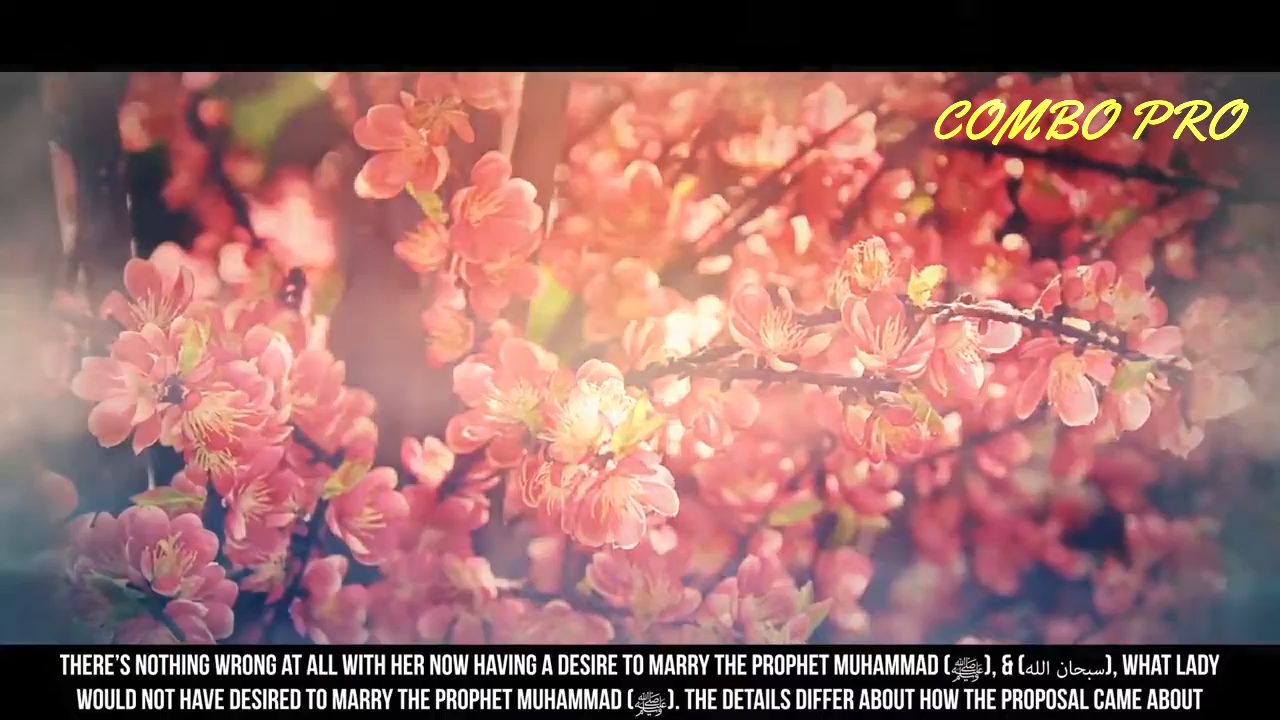 COMBO PRO
THERE'S NOTHING WRONG AT ALL WITH HER NOW HAVING A DESIRE TO MARRY THE PROPHET MUHAMMAD (ﷺ), & (سبحان الله), WHAT LADY
WOULD NOT HAVE DESIRED TO MARRY THE PROPHET MUHAMMAD (ﷺ). THE DETAILS DIFFER ABOUT HOW THE PROPOSAL CAME ABOUT